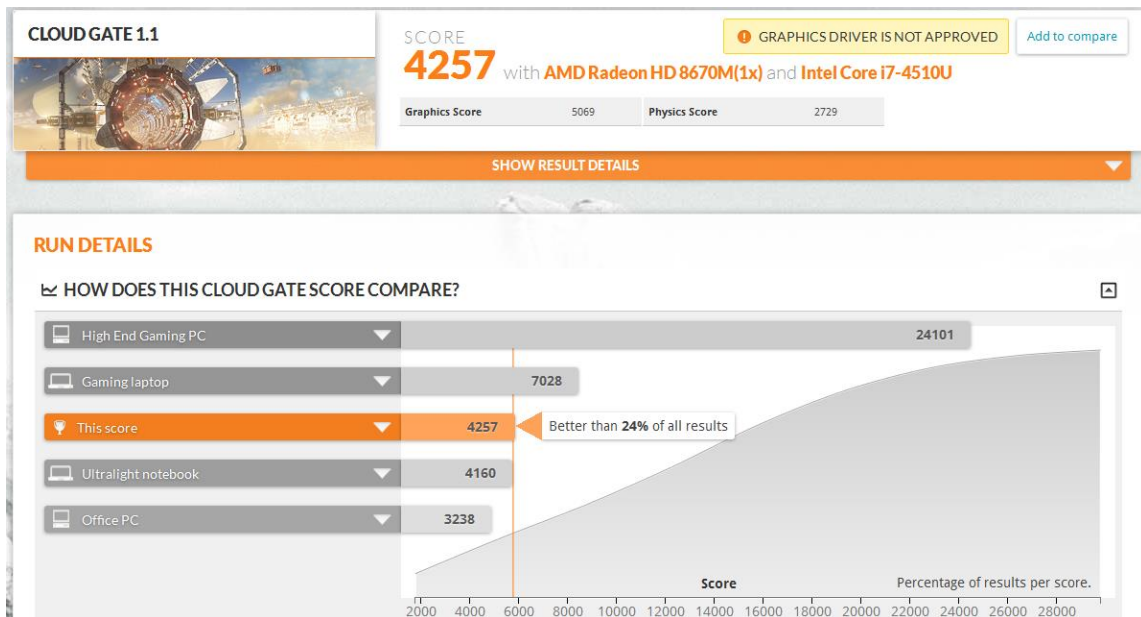 CLOUD GATE 1.1
SCORE
4257 with AMD Radeon HD 8670M(1x) and Intel Core i7-4510U
GRAPHICS DRIVER IS NOT APPROVED
Add to compare
Graphics Score 5069 Physics Score 2729
SHOW RESULT DETAILS
RUN DETAILS
HOW DOES THIS CLOUD GATE SCORE COMPARE?
High End Gaming PC 24101
Gaming laptop 7028
This score 4257 Better than 24% of all results
Ultralight notebook 4160
Office PC 3238
Score Percentage of results per score.
2000 4000 6000 8000 10000 12000 14000 16000 18000 20000 22000 24000 26000 28000